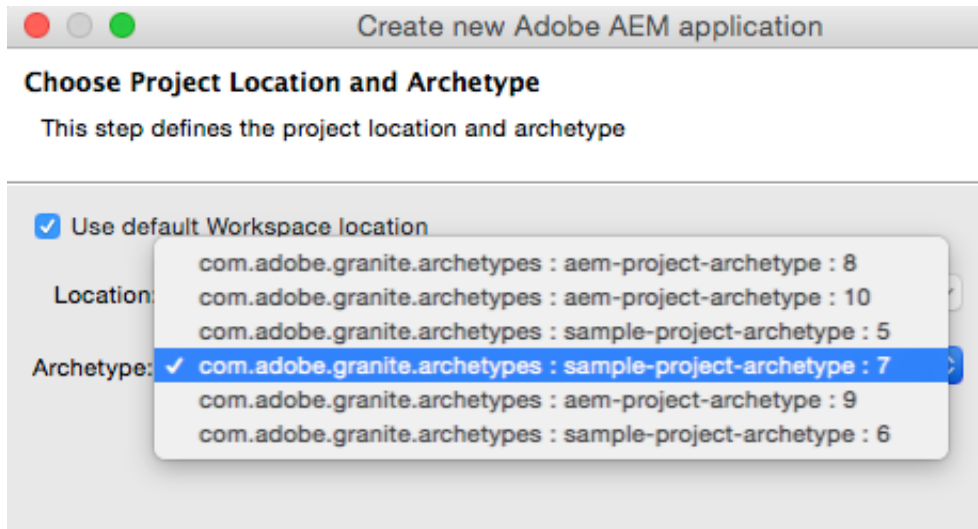 Create new Adobe AEM application
Choose Project Location and Archetype
This step defines the project location and archetype
Use default Workspace location
com.adobe.granite.archetypes : aem-project-archetype : 8
Location:
com.adobe.granite.archetypes : aem-project-archetype : 10
com.adobe.granite.archetypes : sample-project-archetype : 5
Archetype: ✓ com.adobe.granite.archetypes : sample-project-archetype : 7
com.adobe.granite.archetypes : aem-project-archetype : 9
com.adobe.granite.archetypes : sample-project-archetype : 6